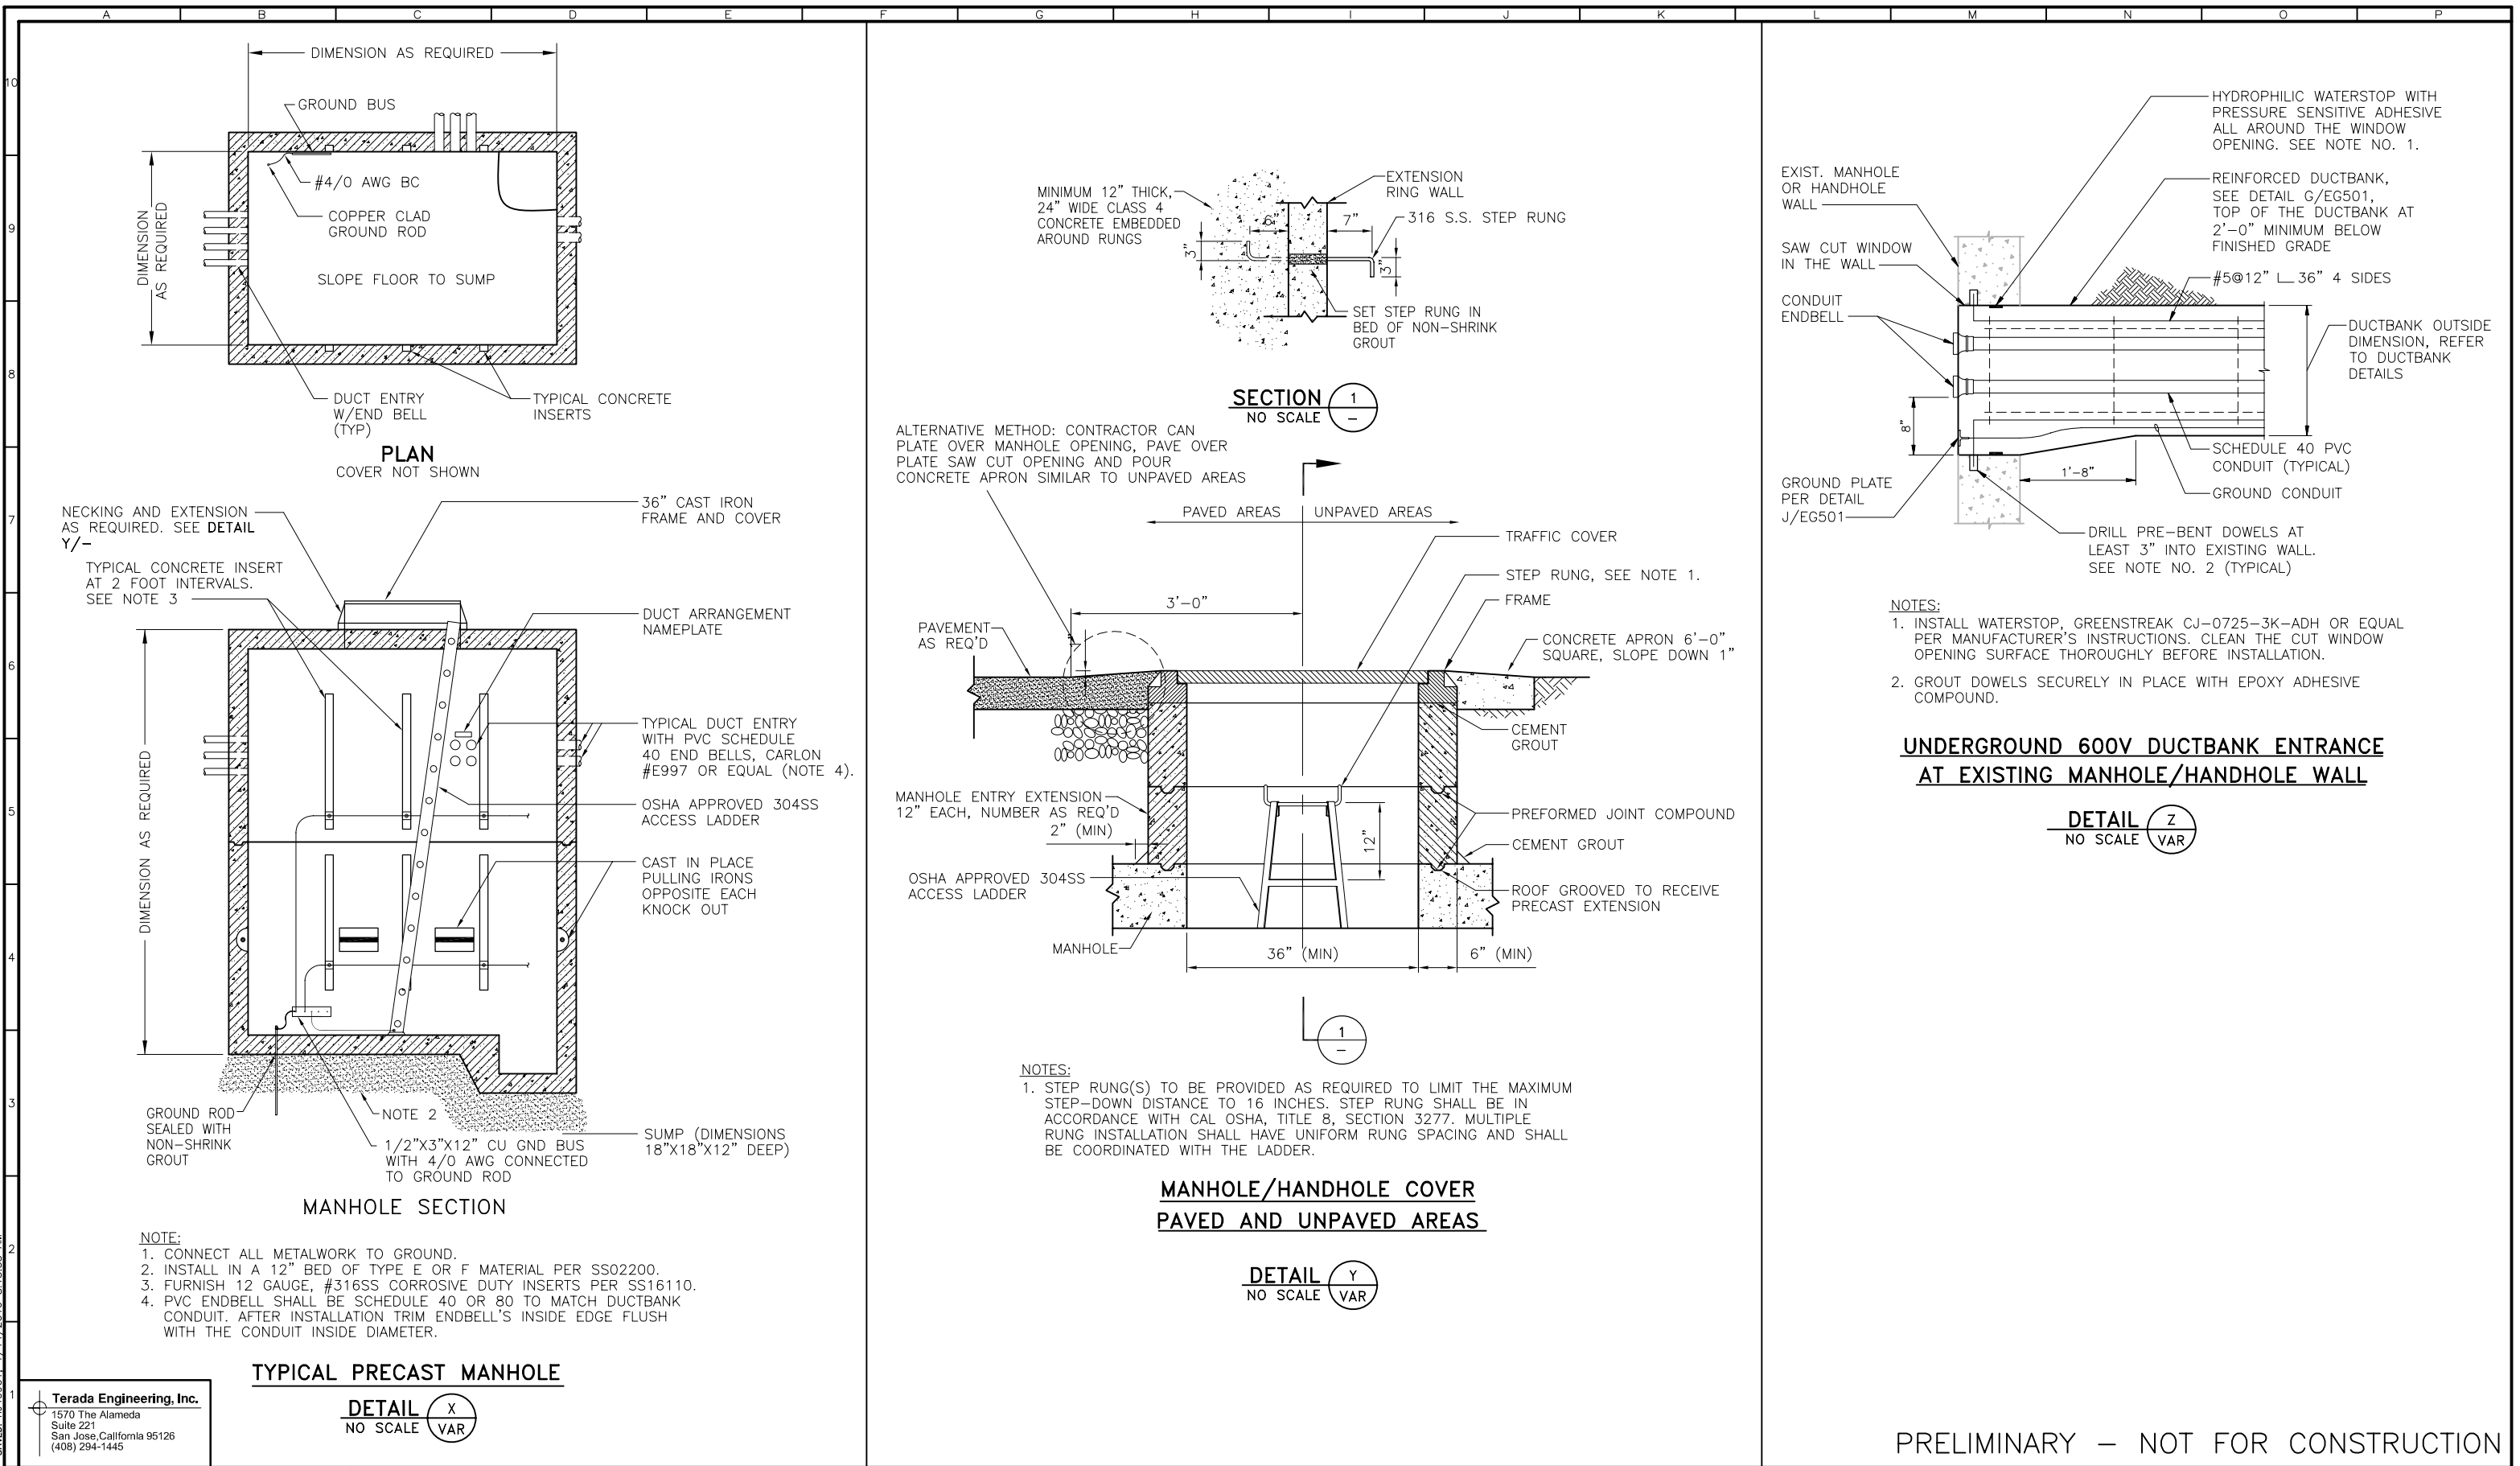 A B C D E F G H I J K L M N O P
10
9
8
7
6
5
4
3
2
1
DIMENSION AS REQUIRED
GROUND BUS
#4/0 AWG BC
COPPER CLAD
GROUND ROD
DIMENSION
AS REQUIRED
SLOPE FLOOR TO SUMP
DUCT ENTRY
W/END BELL
(TYP)
TYPICAL CONCRETE
INSERTS
PLAN
COVER NOT SHOWN
NECKING AND EXTENSION
AS REQUIRED. SEE DETAIL
Y/-
36" CAST IRON
FRAME AND COVER
TYPICAL CONCRETE INSERT
AT 2 FOOT INTERVALS.
SEE NOTE 3
DUCT ARRANGEMENT
NAMEPLATE
TYPICAL DUCT ENTRY
WITH PVC SCHEDULE
40 END BELLS, CARLON
#E997 OR EQUAL (NOTE 4).
DIMENSION AS REQUIRED
OSHA APPROVED 304SS
ACCESS LADDER
CAST IN PLACE
PULLING IRONS
OPPOSITE EACH
KNOCK OUT
GROUND ROD
SEALED WITH
NON-SHRINK
GROUT
NOTE 2
1/2"X3"X12" CU GND BUS
WITH 4/0 AWG CONNECTED
TO GROUND ROD
SUMP (DIMENSIONS
18"X18"X12" DEEP)
MANHOLE SECTION
NOTE:
1. CONNECT ALL METALWORK TO GROUND.
2. INSTALL IN A 12" BED OF TYPE E OR F MATERIAL PER SS02200.
3. FURNISH 12 GAUGE, #316SS CORROSIVE DUTY INSERTS PER SS16110.
4. PVC ENDBELL SHALL BE SCHEDULE 40 OR 80 TO MATCH DUCTBANK
CONDUIT. AFTER INSTALLATION TRIM ENDBELL'S INSIDE EDGE FLUSH
WITH THE CONDUIT INSIDE DIAMETER.
TYPICAL PRECAST MANHOLE
DETAIL X
NO SCALE VAR
Terada Engineering, Inc.
1570 The Alameda
Suite 221
San Jose, California 95126
(408) 294-1445
MINIMUM 12" THICK,
24" WIDE CLASS 4
CONCRETE EMBEDDED
AROUND RUNGS
EXTENSION
RING WALL
6"
7"
316 S.S. STEP RUNG
3"
3"
SET STEP RUNG IN
BED OF NON-SHRINK
GROUT
SECTION 1
NO SCALE -
ALTERNATIVE METHOD: CONTRACTOR CAN
PLATE OVER MANHOLE OPENING, PAVE OVER
PLATE SAW CUT OPENING AND POUR
CONCRETE APRON SIMILAR TO UNPAVED AREAS
PAVED AREAS
UNPAVED AREAS
TRAFFIC COVER
STEP RUNG, SEE NOTE 1.
3'-0"
FRAME
PAVEMENT
AS REQ'D
CONCRETE APRON 6'-0"
SQUARE, SLOPE DOWN 1"
CEMENT
GROUT
MANHOLE ENTRY EXTENSION
12" EACH, NUMBER AS REQ'D
2" (MIN)
12"
PREFORMED JOINT COMPOUND
CEMENT GROUT
OSHA APPROVED 304SS
ACCESS LADDER
ROOF GROOVED TO RECEIVE
PRECAST EXTENSION
MANHOLE
36" (MIN)
6" (MIN)
1
-
NOTES:
1. STEP RUNG(S) TO BE PROVIDED AS REQUIRED TO LIMIT THE MAXIMUM
STEP-DOWN DISTANCE TO 16 INCHES. STEP RUNG SHALL BE IN
ACCORDANCE WITH CAL OSHA, TITLE 8, SECTION 3277. MULTIPLE
RUNG INSTALLATION SHALL HAVE UNIFORM RUNG SPACING AND SHALL
BE COORDINATED WITH THE LADDER.
MANHOLE/HANDHOLE COVER
PAVED AND UNPAVED AREAS
DETAIL Y
NO SCALE VAR
HYDROPHILIC WATERSTOP WITH
PRESSURE SENSITIVE ADHESIVE
ALL AROUND THE WINDOW
OPENING. SEE NOTE NO. 1.
EXIST. MANHOLE
OR HANDHOLE
WALL
REINFORCED DUCTBANK,
SEE DETAIL G/EG501,
TOP OF THE DUCTBANK AT
2'-0" MINIMUM BELOW
FINISHED GRADE
SAW CUT WINDOW
IN THE WALL
#5@12" 36" 4 SIDES
CONDUIT
ENDBELL
DUCTBANK OUTSIDE
DIMENSION, REFER
TO DUCTBANK
DETAILS
8"
1'-8"
SCHEDULE 40 PVC
CONDUIT (TYPICAL)
GROUND CONDUIT
GROUND PLATE
PER DETAIL
J/EG501
DRILL PRE-BENT DOWELS AT
LEAST 3" INTO EXISTING WALL.
SEE NOTE NO. 2 (TYPICAL)
NOTES:
1. INSTALL WATERSTOP, GREENSTREAK CJ-0725-3K-ADH OR EQUAL
PER MANUFACTURER'S INSTRUCTIONS. CLEAN THE CUT WINDOW
OPENING SURFACE THOROUGHLY BEFORE INSTALLATION.
2. GROUT DOWELS SECURELY IN PLACE WITH EPOXY ADHESIVE
COMPOUND.
UNDERGROUND 600V DUCTBANK ENTRANCE
AT EXISTING MANHOLE/HANDHOLE WALL
DETAIL Z
NO SCALE VAR
PRELIMINARY - NOT FOR CONSTRUCTION